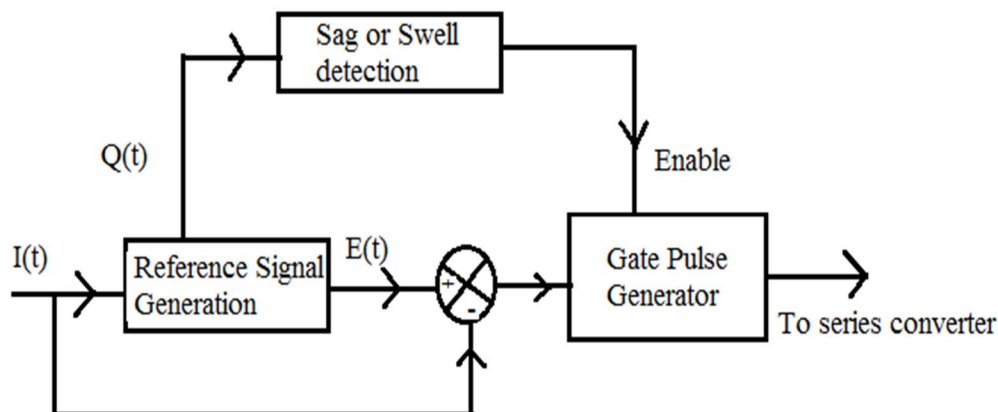 Sag or Swell
detection
Q(t)
Enable
I(t)
Reference Signal
Generation
E(t)
+
-
Gate Pulse
Generator
To series converter